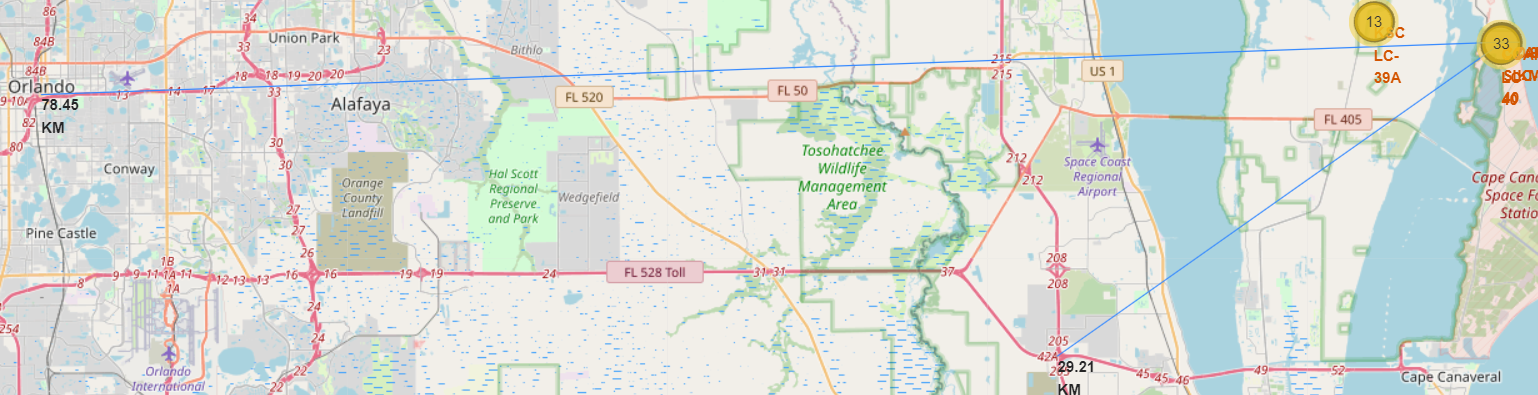 86
84B
84B
Orlando
9-10
82
80
78.45
KM
34
33
Union Park
23
18
18
19
20
20
13
14
17
33
Alafaya
30
30
27
27
26
Conway
Pine Castle
Orange
County
Landfill
Bithlo
FL 520
Hal Scott
Regional
Preserve
and Park
Wedgefield
FL 50
Tosohatchee
Wildlife
Management
Area
215
215
US 1
212
212
Space Coast
Regional
Airport
FL 405
13
LC-
39A
33
40
Cape Cana
Space Fo
Statio
1B
1A
1A
8
9
9
11
11
12
13
13
16
16
19
19
24
FL 528 Toll
31
31
37
208
208
254
24
24
22
22
Orlando
International
205
42A
29.21
KM
45
45
46
49
52
Cape Canaveral